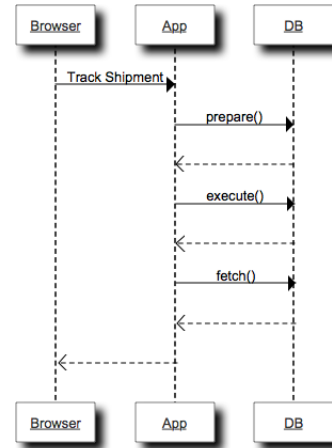 Browser App DB
Track Shipment
prepare()
execute()
fetch()
Browser App DB